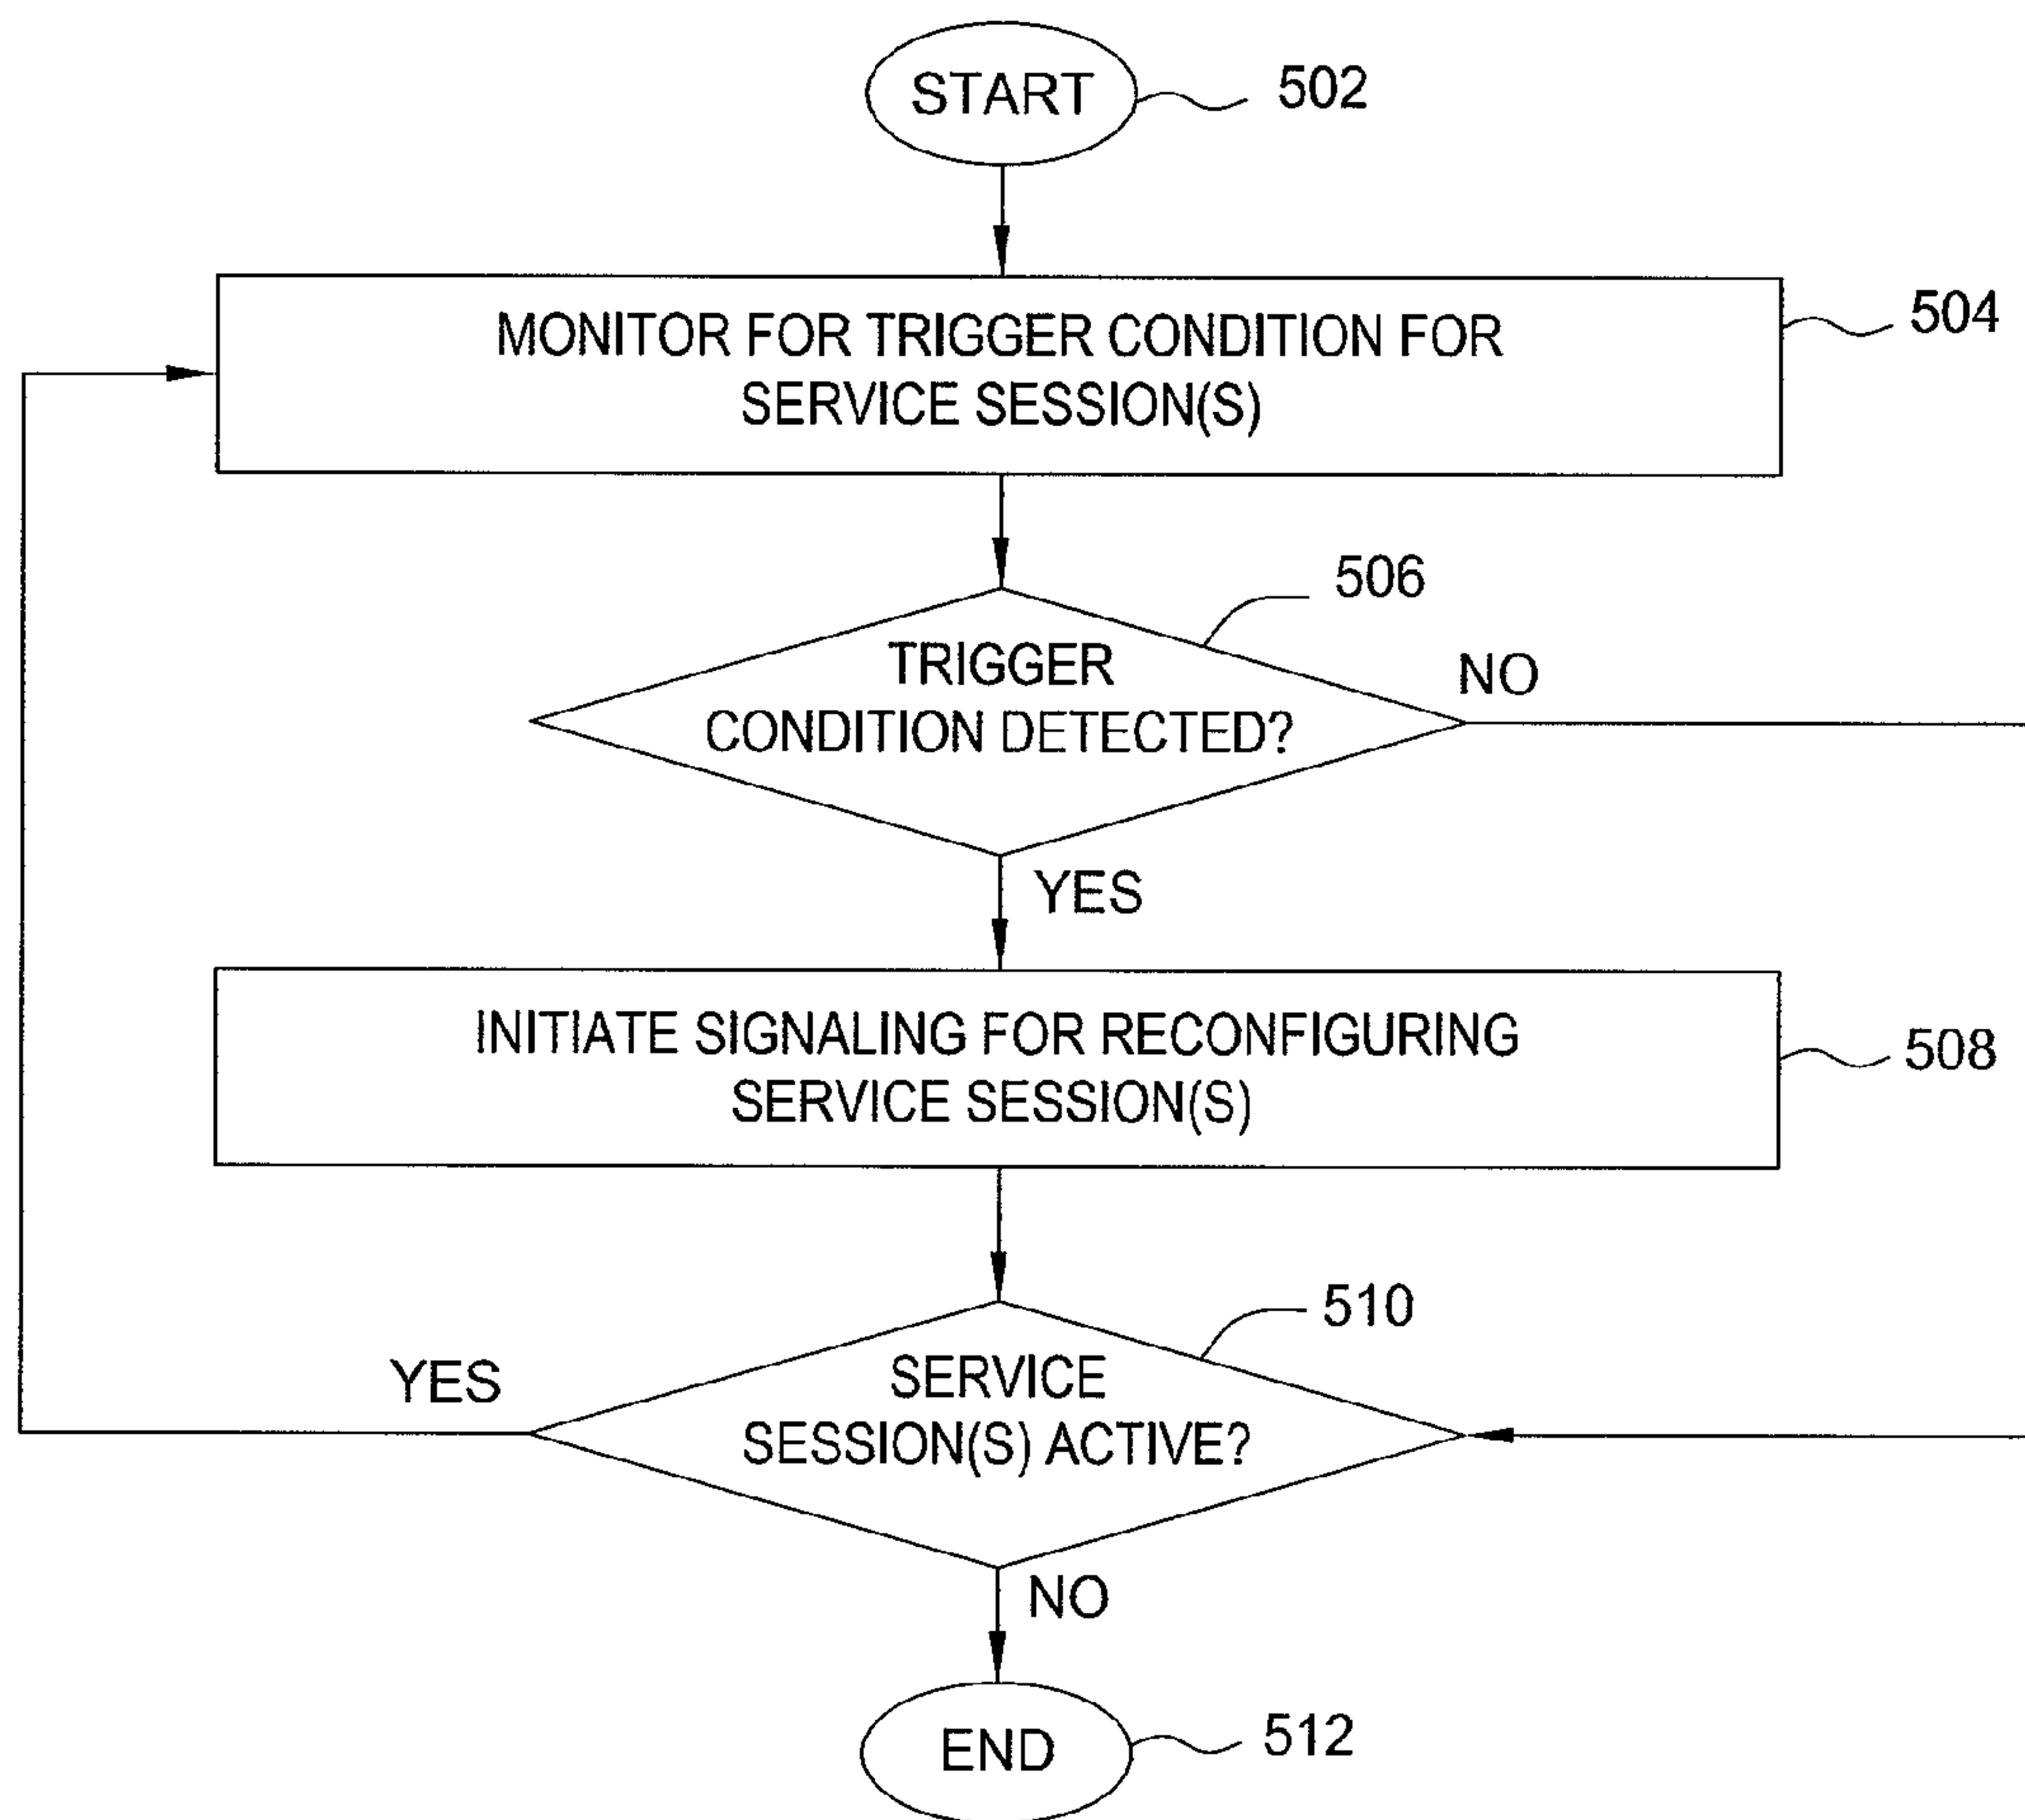 START
502
MONITOR FOR TRIGGER CONDITION FOR
SERVICE SESSION(S)
504
506
TRIGGER
CONDITION DETECTED?
NO
YES
INITIATE SIGNALING FOR RECONFIGURING
SERVICE SESSION(S)
508
510
YES
SERVICE
SESSION(S) ACTIVE?
NO
END
512